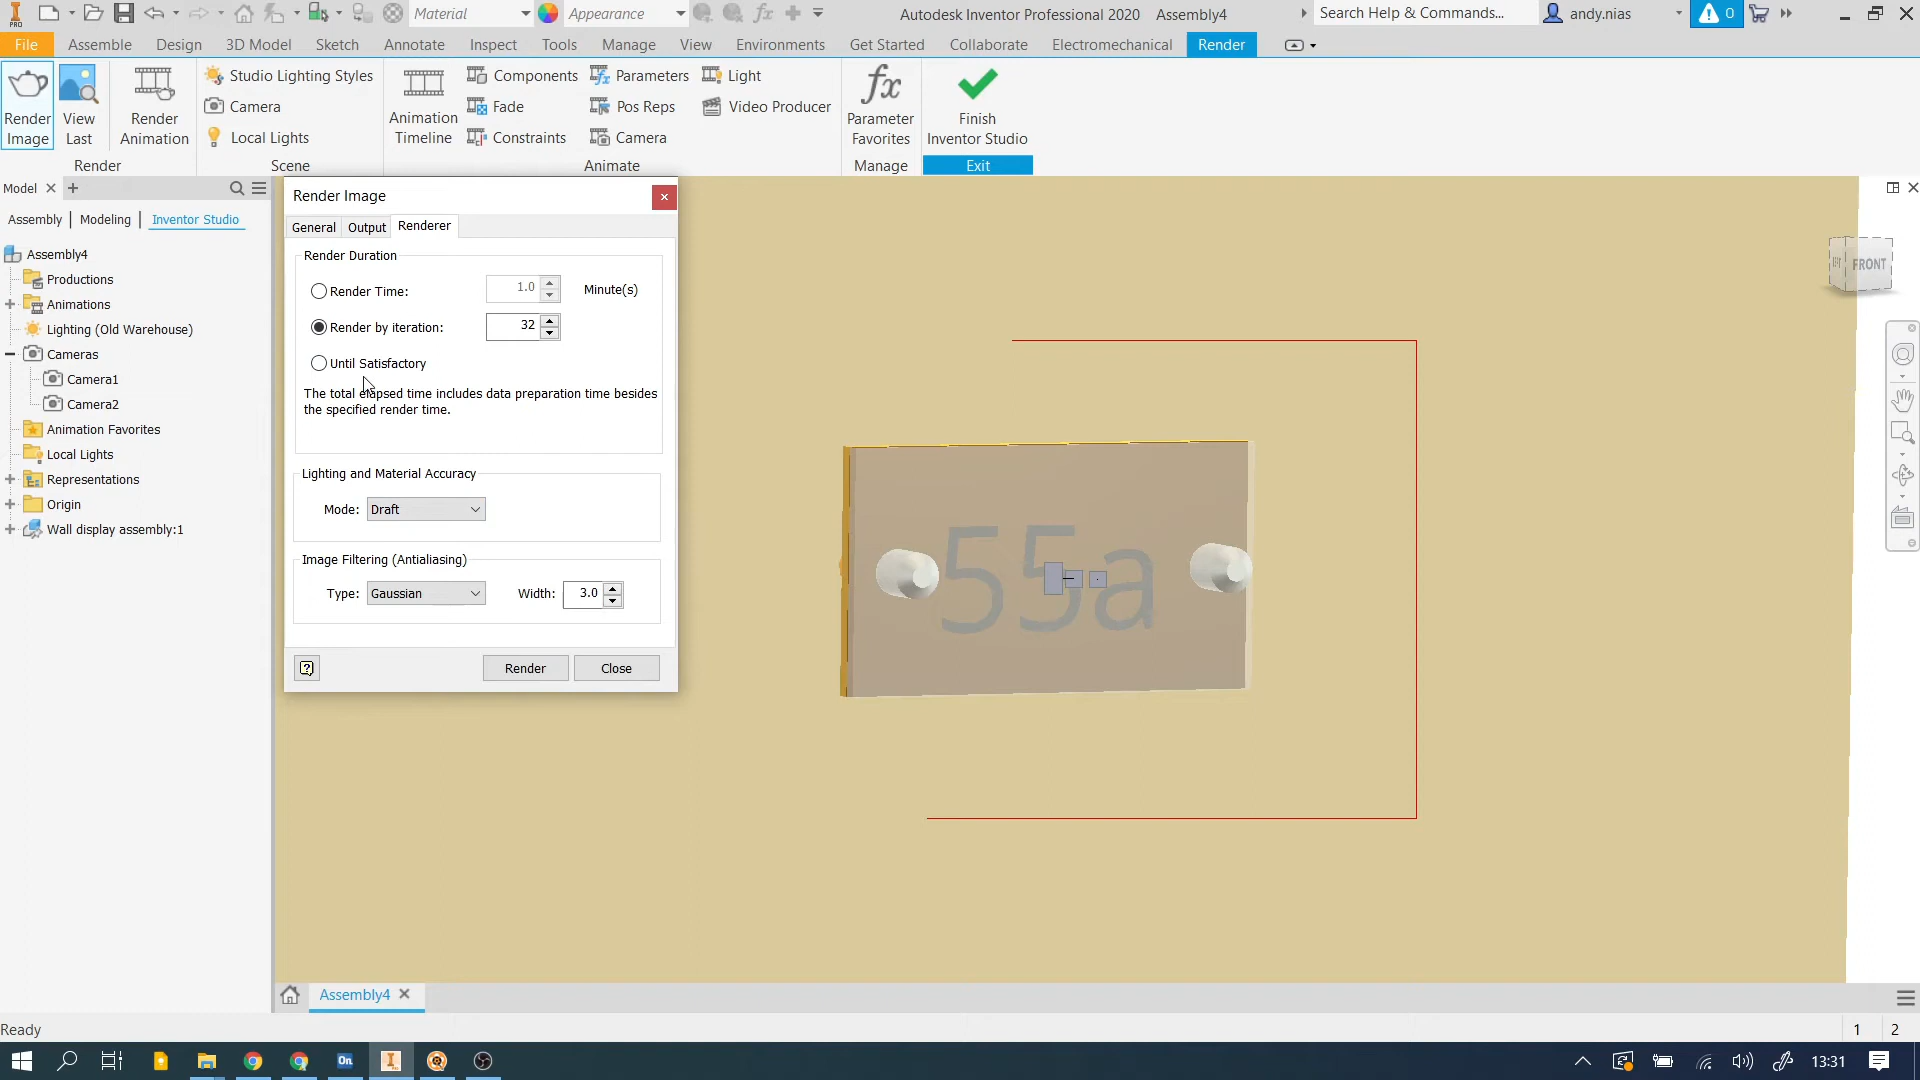 PRO
Material
Appearance
fx
Autodesk Inventor Professional 2020 Assembly4
Search Help & Commands...
andy.nias
0
File Assemble Design 3D Model Sketch Annotate Inspect Tools Manage View Environments Get Started Collaborate Electromechanical Render
Render
Image
View
Last
Render
Animation
Render
Studio Lighting Styles
Camera
Local Lights
Scene
Animation
Timeline
Components
Fade
Constraints
Parameters
Pos Reps
Camera
Light
Video Producer
Animate
fx
Parameter
Favorites
Manage
Finish
Inventor Studio
Exit
Model
Assembly | Modeling | Inventor Studio
Assembly4
Productions
Animations
Lighting (Old Warehouse)
Cameras
Camera1
Camera2
Animation Favorites
Local Lights
Representations
Origin
Wall display assembly:1
Render Image
General Output Renderer
Render Duration
Render Time: 1.0 Minute(s)
Render by iteration: 32
Until Satisfactory
The total elapsed time includes data preparation time besides
the specified render time.
Lighting and Material Accuracy
Mode: Draft
Image Filtering (Antialiasing)
Type: Gaussian Width: 3.0
Render Close
55a
FRONT
Assembly4
Ready
1 2
On
13:31